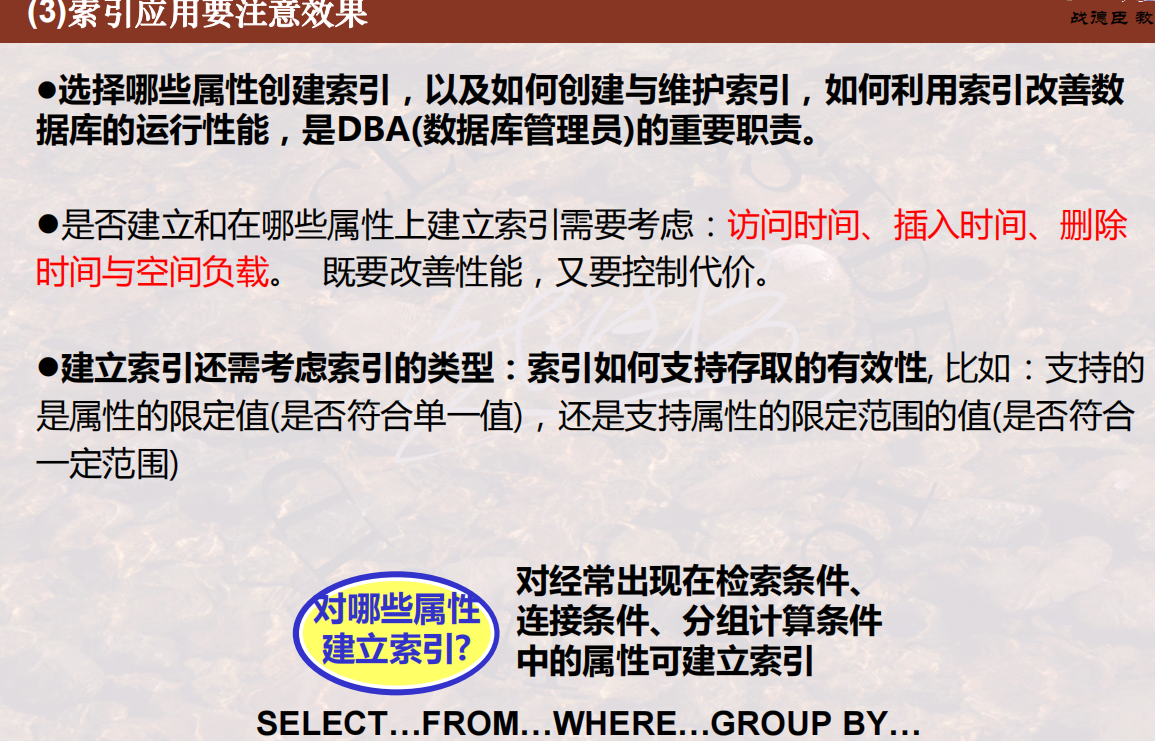 (3)索引应用要注意效果
战德臣 教
●选择哪些属性创建索引，以及如何创建与维护索引，如何利用索引改善数
据库的运行性能，是DBA(数据库管理员)的重要职责。
●是否建立和在哪些属性上建立索引需要考虑：访问时间、插入时间、删除
时间与空间负载。 既要改善性能，又要控制代价。
●建立索引还需考虑索引的类型：索引如何支持存取的有效性, 比如：支持的
是属性的限定值(是否符合单一值)，还是支持属性的限定范围的值(是否符合
一定范围)
对哪些属性
建立索引?
对经常出现在检索条件、
连接条件、分组计算条件
中的属性可建立索引
SELECT…FROM…WHERE…GROUP BY…